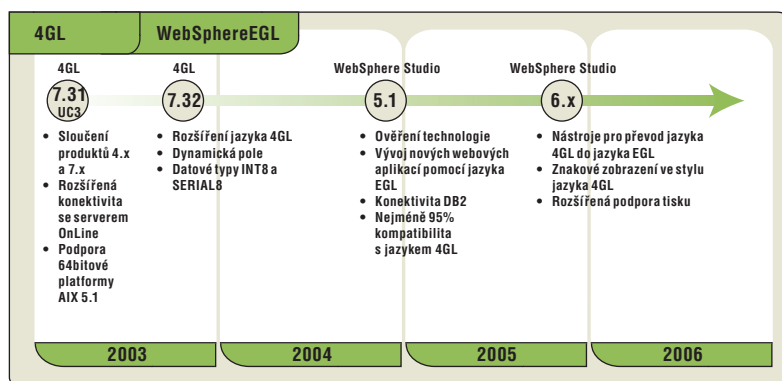 4GL
WebSphereEGL
4GL
7.31
UC3
• Sloučení
produktů 4.x
a 7.x
• Rozšířená
konektivita
se serverem
OnLine
• Podpora
64bitové
platformy
AIX 5.1
4GL
7.32
• Rozšíření jazyka 4GL
• Dynamická pole
• Datové typy INT8 a
SERIAL8
WebSphere Studio
5.1
• Ověření technologie
• Vývoj nových webových
aplikací pomocí jazyka
EGL
• Konektivita DB2
• Nejméně 95%
kompatibilita
s jazykem 4GL
WebSphere Studio
6.x
• Nástroje pro převod jazyka
4GL do jazyka EGL
• Znakové zobrazení ve stylu
jazyka 4GL
• Rozšířená podpora tisku
2003
2004
2005
2006